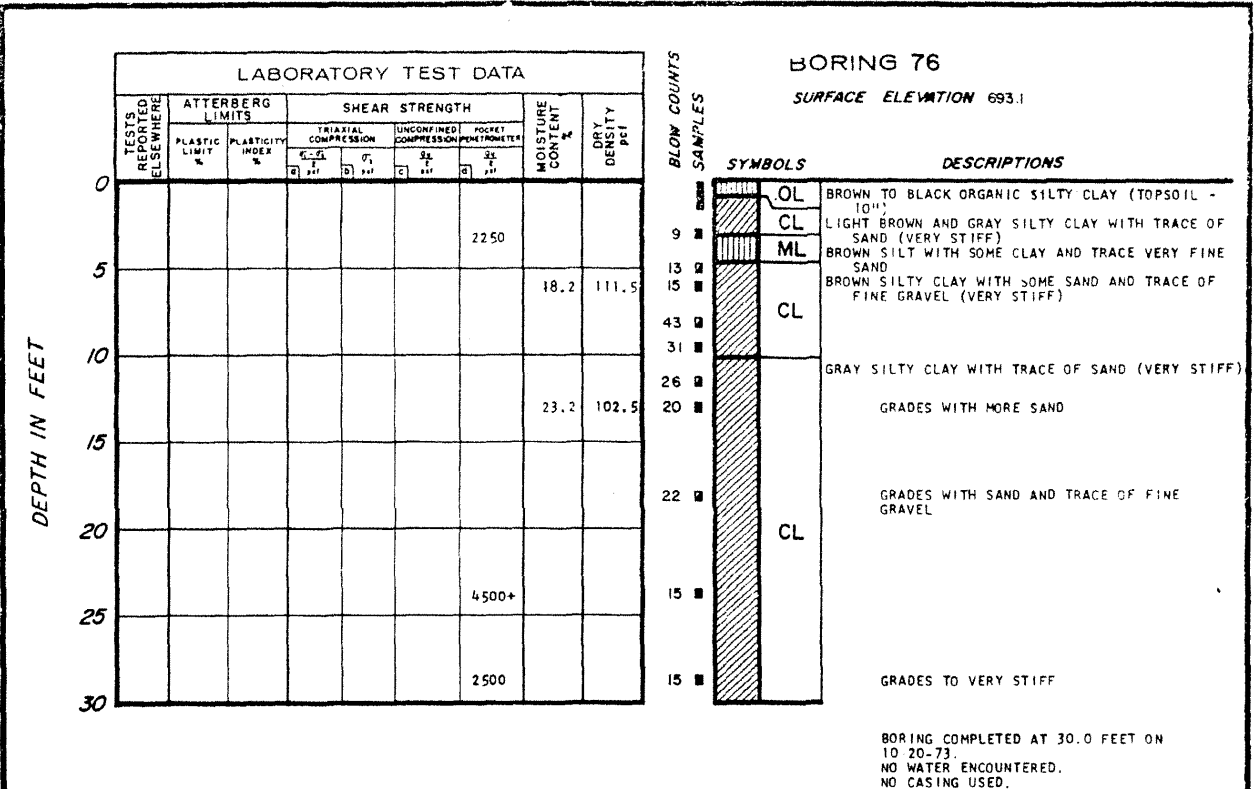 BORING 76
SURFACE ELEVATION 693.1
LABORATORY TEST DATA
TESTS REPORTED ELSEWHERE
ATTERBERG LIMITS
PLASTIC LIMIT %
PLASTICITY INDEX %
SHEAR STRENGTH
TRIAXIAL COMPRESSION
UNCONFINED COMPRESSION
POCKET PENETROMETER
a psf
b psf
c psf
d psf
MOISTURE CONTENT %
DRY DENSITY pcf
BLOW COUNTS
SAMPLES
SYMBOLS
DESCRIPTIONS
DEPTH IN FEET
0
OL BROWN TO BLACK ORGANIC SILTY CLAY (TOPSOIL -
10")
CL LIGHT BROWN AND GRAY SILTY CLAY WITH TRACE OF
2250 9 SAND (VERY STIFF)
ML BROWN SILT WITH SOME CLAY AND TRACE VERY FINE
5 13 SAND
18.2 111.5 15 BROWN SILTY CLAY WITH SOME SAND AND TRACE OF
FINE GRAVEL (VERY STIFF)
CL
43
31
10
GRAY SILTY CLAY WITH TRACE OF SAND (VERY STIFF)
26
23.2 102.5 20 GRADES WITH MORE SAND
15
22 GRADES WITH SAND AND TRACE OF FINE
GRAVEL
20 CL
4500+ 15
25
2500 15 GRADES TO VERY STIFF
30
BORING COMPLETED AT 30.0 FEET ON
10 20-73.
NO WATER ENCOUNTERED.
NO CASING USED.